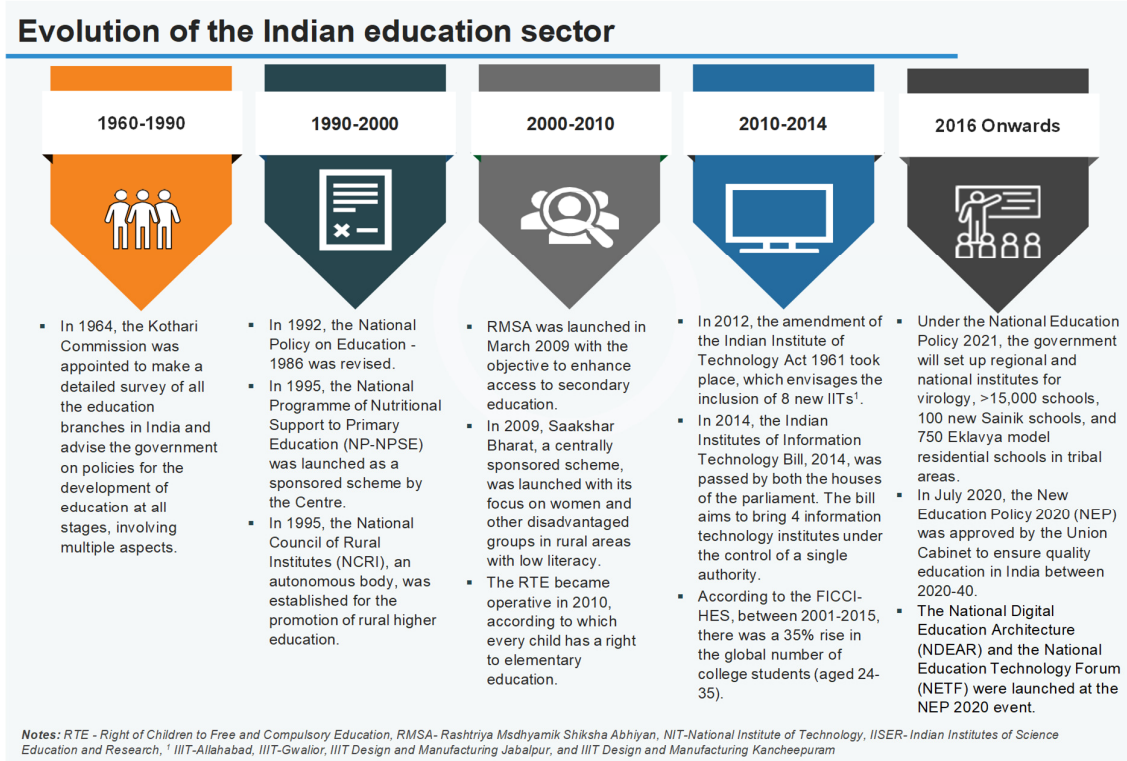 Evolution of the Indian education sector
1960-1990
1990-2000
2000-2010
2010-2014
2016 Onwards
▪ In 1964, the Kothari
Commission was
appointed to make a
detailed survey of all
the education
branches in India and
advise the government
on policies for the
development of
education at all
stages, involving
multiple aspects.
▪ In 1992, the National
Policy on Education -
1986 was revised.
▪ In 1995, the National
Programme of Nutritional
Support to Primary
Education (NP-NPSE)
was launched as a
sponsored scheme by
the Centre.
▪ In 1995, the National
Council of Rural
Institutes (NCRI), an
autonomous body, was
established for the
promotion of rural higher
education.
▪ RMSA was launched in
March 2009 with the
objective to enhance
access to secondary
education.
▪ In 2009, Saakshar
Bharat, a centrally
sponsored scheme,
was launched with its
focus on women and
other disadvantaged
groups in rural areas
with low literacy.
▪ The RTE became
operative in 2010,
according to which
every child has a right
to elementary
education.
▪ In 2012, the amendment of
the Indian Institute of
Technology Act 1961 took
place, which envisages the
inclusion of 8 new IITs¹.
▪ In 2014, the Indian
Institutes of Information
Technology Bill, 2014, was
passed by both the houses
of the parliament. The bill
aims to bring 4 information
technology institutes under
the control of a single
authority.
▪ According to the FICCI-
HES, between 2001-2015,
there was a 35% rise in
the global number of
college students (aged 24-
35).
▪ Under the National Education
Policy 2021, the government
will set up regional and
national institutes for
virology, >15,000 schools,
100 new Sainik schools, and
750 Eklavya model
residential schools in tribal
areas.
▪ In July 2020, the New
Education Policy 2020 (NEP)
was approved by the Union
Cabinet to ensure quality
education in India between
2020-40.
▪ The National Digital
Education Architecture
(NDEAR) and the National
Education Technology Forum
(NETF) were launched at the
NEP 2020 event.
Notes: RTE - Right of Children to Free and Compulsory Education, RMSA- Rashtriya Msdhyamik Shiksha Abhiyan, NIT-National Institute of Technology, IISER- Indian Institutes of Science
Education and Research, ¹ IIIT-Allahabad, IIIT-Gwalior, IIIT Design and Manufacturing Jabalpur, and IIIT Design and Manufacturing Kancheepuram